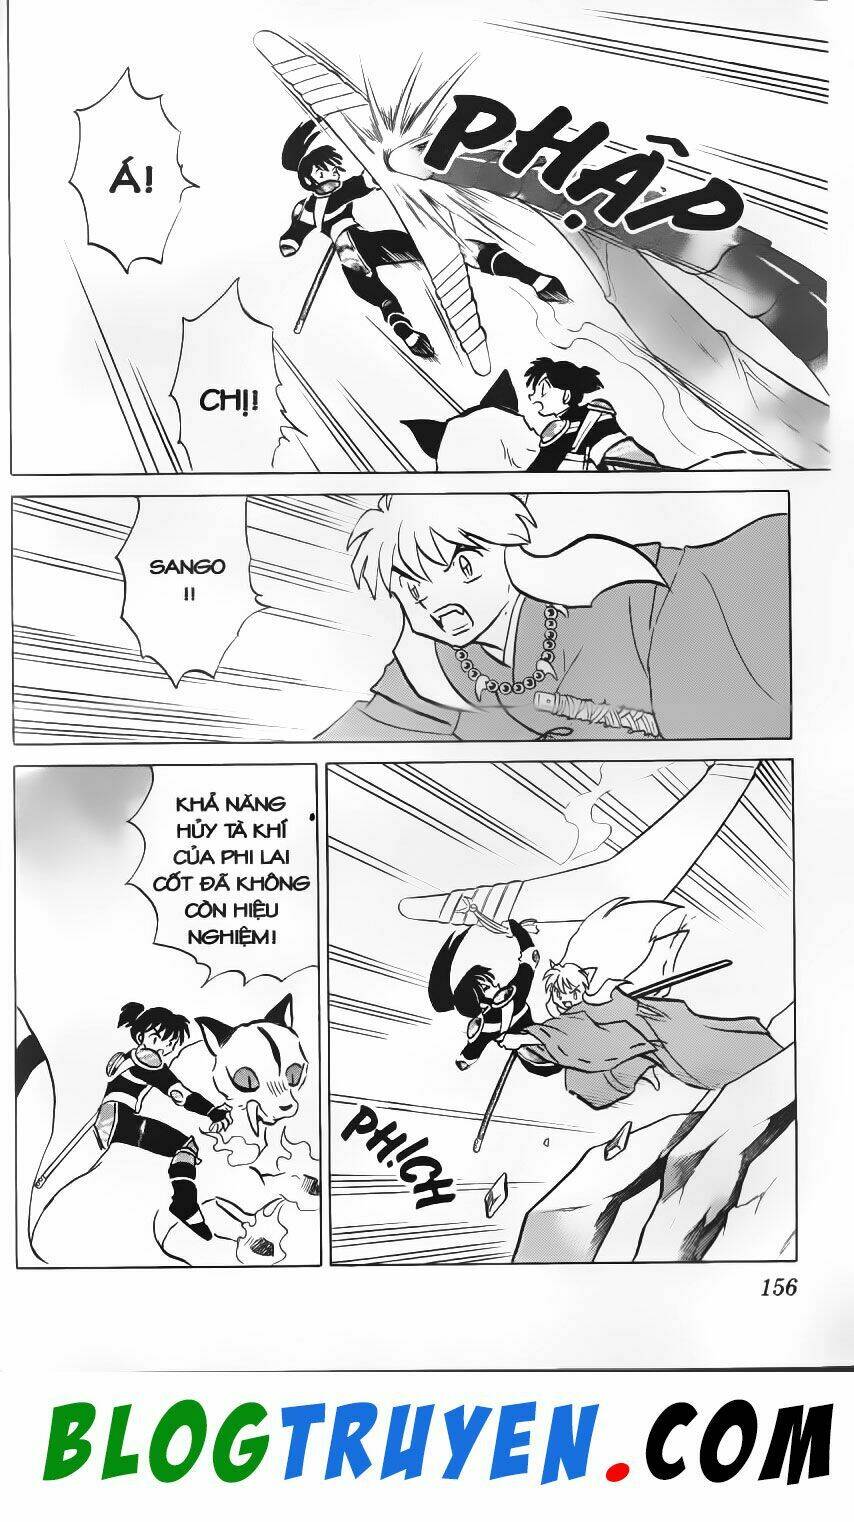 Á!
PHẬP
CHỊ!
SANGO
!!
KHẢ NĂNG
HỦY TÀ KHÍ
CỦA PHI LAI
CỐT ĐÃ KHÔNG
CÒN HIỆU
NGHIỆM!
PHỊCH
156
BLOGTRUYEN.COM